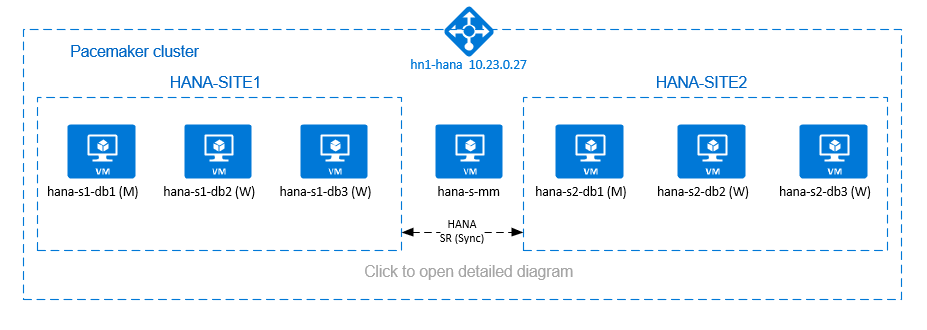 Pacemaker cluster
hn1-hana 10.23.0.27
HANA-SITE1
HANA-SITE2
VM
VM
VM
VM
VM
VM
VM
hana-s1-db1 (M)
hana-s1-db2 (W)
hana-s1-db3 (W)
hana-s-mm
hana-s2-db1 (M)
hana-s2-db2 (W)
hana-s2-db3 (W)
HANA
SR (Sync)
Click to open detailed diagram